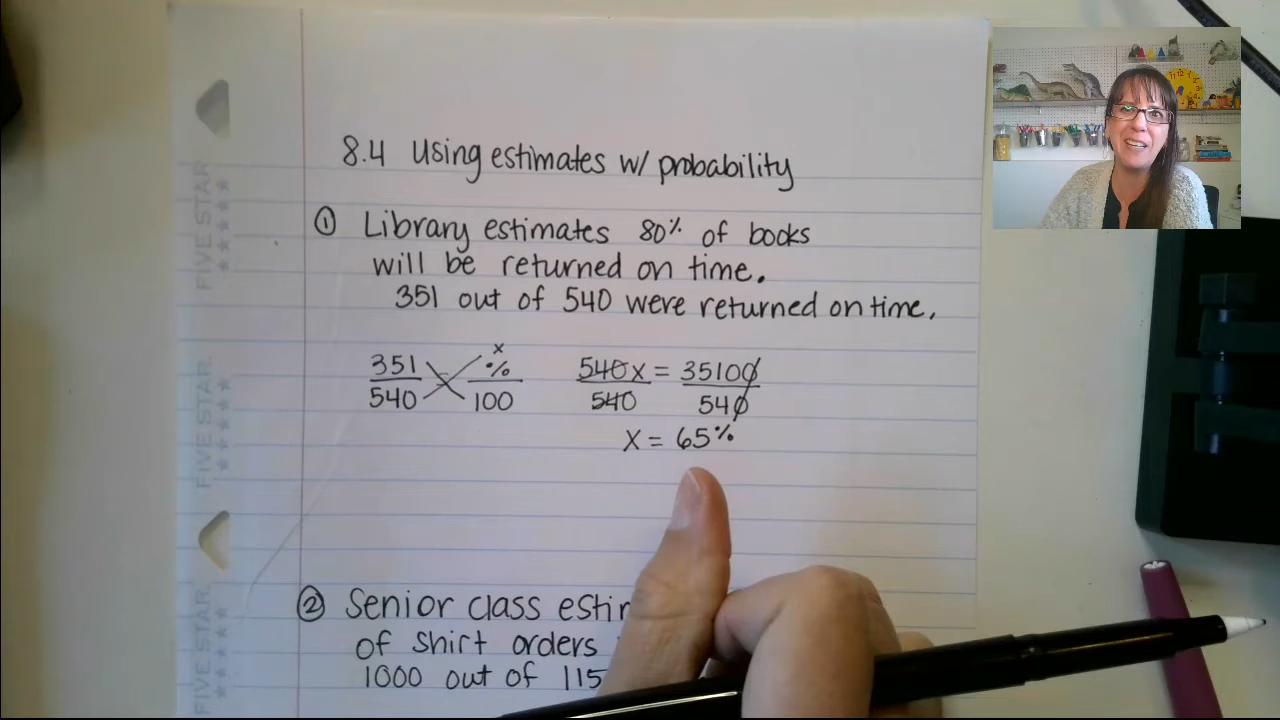 8.4 Using estimates w/ probability
① Library estimates 80% of books
will be returned on time.
351 out of 540 were returned on time.
351/540 x%/100
540x/540 = 35100/540
x = 65%
② Senior class
of shirt orders
1000 out of
FIVE STAR
FIVE STAR
FIVE STAR